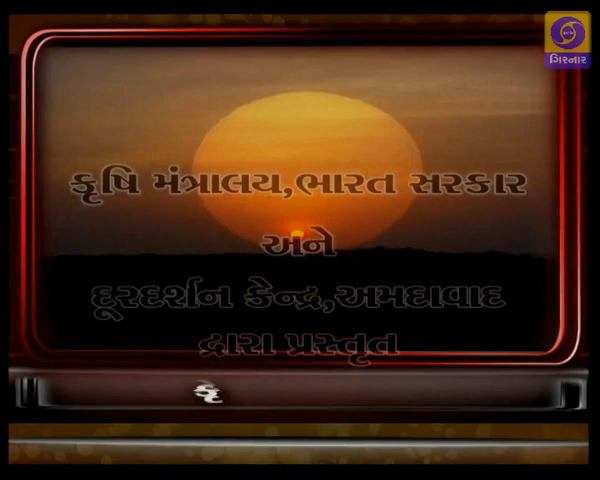 ગિરનાર
કૃષિ મંત્રાલય,ભારત સરકાર
અને
દૂરદર્શન કેન્દ્ર,અમદાવાદ
દ્વારા પ્રસ્તૃત